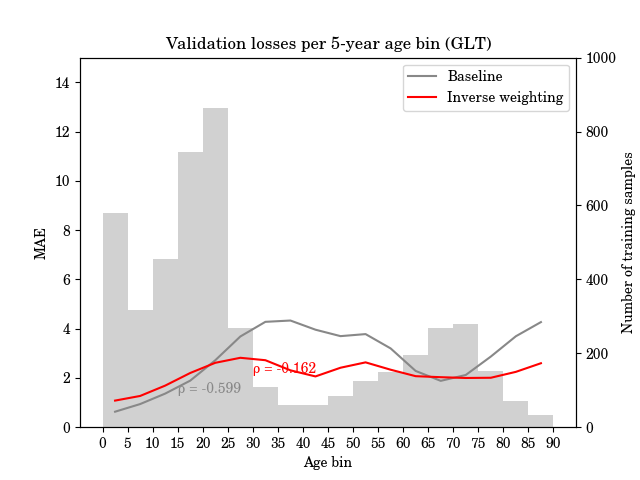 Validation losses per 5-year age bin (GLT)
Baseline
Inverse weighting
MAE
14
12
10
8
6
4
2
0
1000
800
600
400
200
0
Number of training samples
ρ = -0.162
ρ = -0.599
0 5 10 15 20 25 30 35 40 45 50 55 60 65 70 75 80 85 90
Age bin